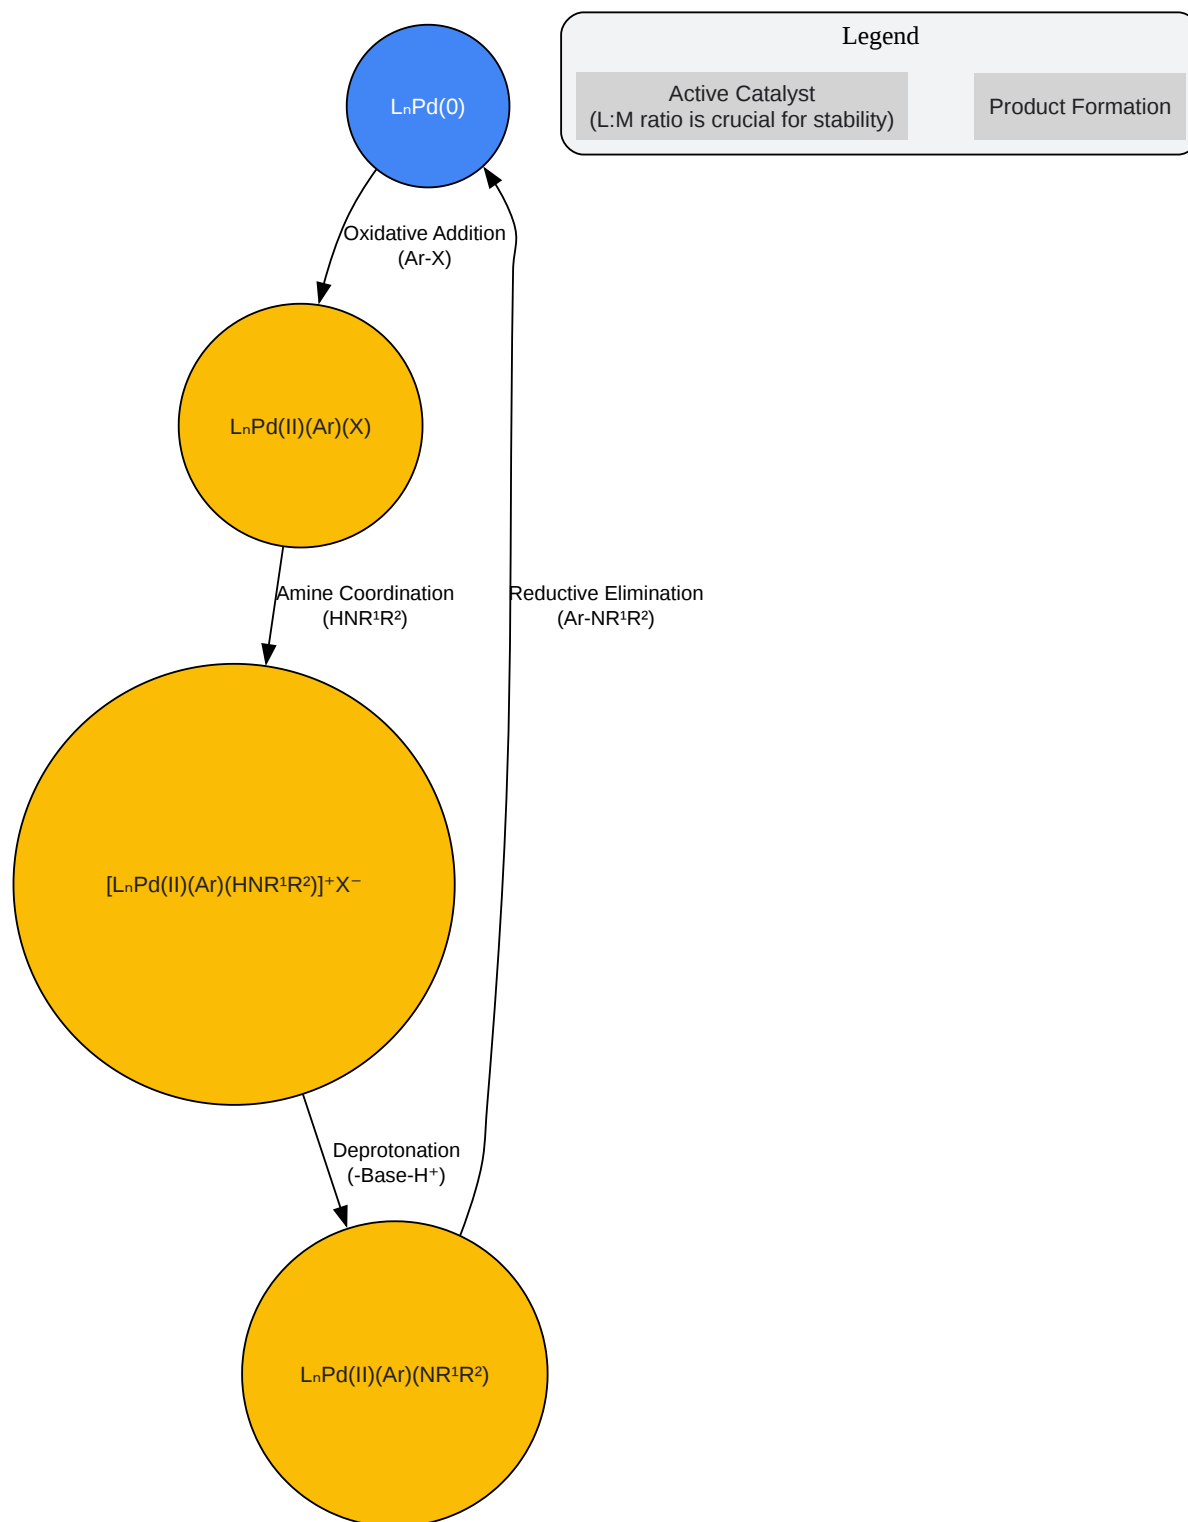 LₙPd(0)
Legend
Active Catalyst
(L:M ratio is crucial for stability)
Product Formation
Oxidative Addition
(Ar-X)
LₙPd(II)(Ar)(X)
Amine Coordination
(HNR¹R²)
Reductive Elimination
(Ar-NR¹R²)
[LₙPd(II)(Ar)(HNR¹R²)]⁺X⁻
Deprotonation
(-Base-H⁺)
LₙPd(II)(Ar)(NR¹R²)